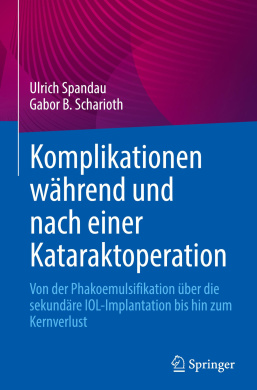 Ulrich Spandau
Gabor B. Scharioth
Komplikationen
während und
nach einer
Kataraktoperation
Von der Phakoemulsifikation über die
sekundäre IOL-Implantation bis hin zum
Kernverlust
Springer